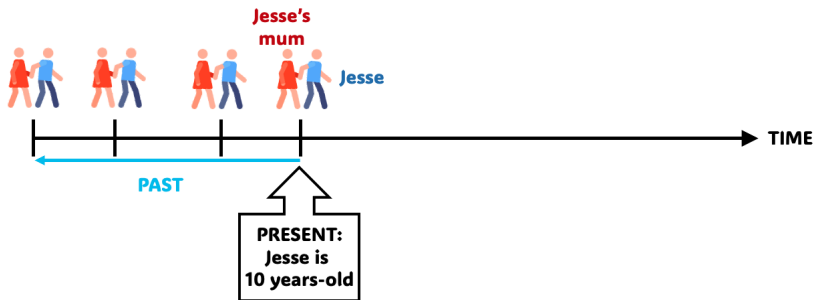 Jesse's
mum
Jesse
TIME
PAST
PRESENT:
Jesse is
10 years-old